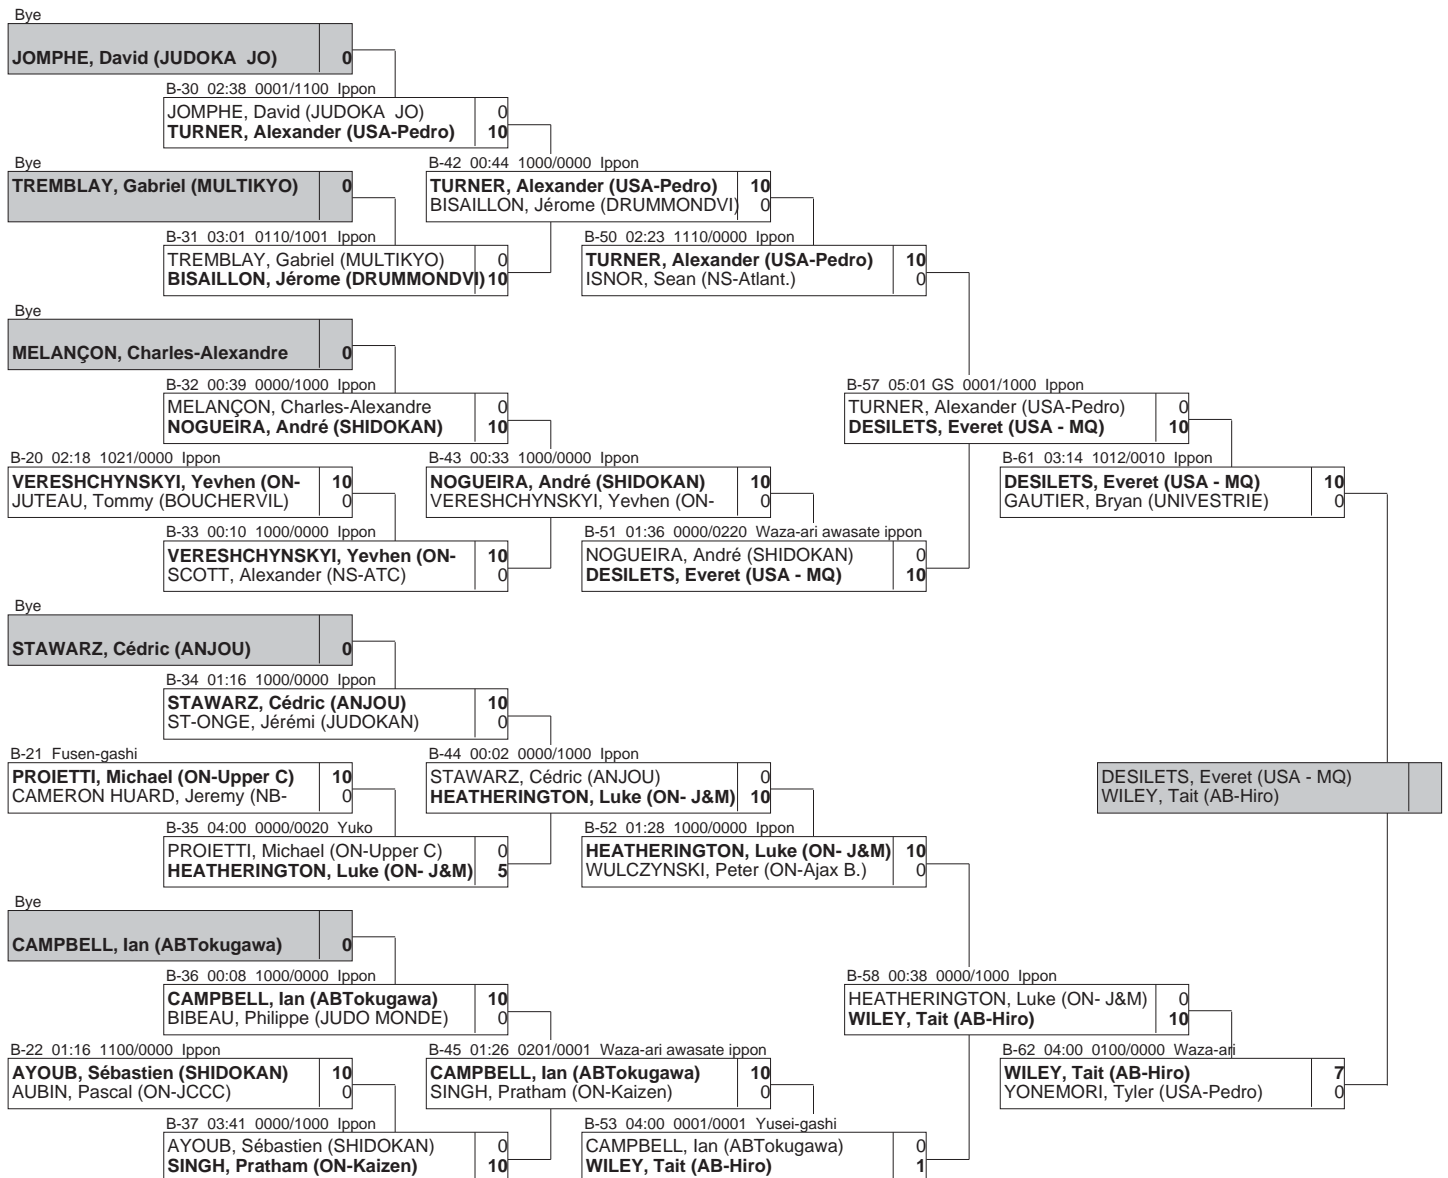 Bye
JOMPHE, David (JUDOKA  JO) 0
B-30  02:38  0001/1100  Ippon
JOMPHE, David (JUDOKA  JO) 0
TURNER, Alexander (USA-Pedro) 10
Bye
TREMBLAY, Gabriel (MULTIKYO) 0
B-31  03:01  0110/1001  Ippon
TREMBLAY, Gabriel (MULTIKYO) 0
BISAILLON, Jérome (DRUMMONDVI) 10
B-42  00:44  1000/0000  Ippon
TURNER, Alexander (USA-Pedro) 10
BISAILLON, Jérome (DRUMMONDVI) 0
B-50  02:23  1110/0000  Ippon
TURNER, Alexander (USA-Pedro) 10
ISNOR, Sean (NS-Atlant.) 0
Bye
MELANÇON, Charles-Alexandre 0
B-32  00:39  0000/1000  Ippon
MELANÇON, Charles-Alexandre 0
NOGUEIRA, André (SHIDOKAN) 10
B-20  02:18  1021/0000  Ippon
VERESHCHYNSKYI, Yevhen (ON- 10
JUTEAU, Tommy (BOUCHERVIL) 0
B-33  00:10  1000/0000  Ippon
VERESHCHYNSKYI, Yevhen (ON- 10
SCOTT, Alexander (NS-ATC) 0
B-43  00:33  1000/0000  Ippon
NOGUEIRA, André (SHIDOKAN) 10
VERESHCHYNSKYI, Yevhen (ON- 0
B-51  01:36  0000/0220  Waza-ari awasate ippon
NOGUEIRA, André (SHIDOKAN) 0
DESILETS, Everet (USA - MQ) 10
B-57  05:01 GS  0001/1000  Ippon
TURNER, Alexander (USA-Pedro) 0
DESILETS, Everet (USA - MQ) 10
B-61  03:14  1012/0010  Ippon
DESILETS, Everet (USA - MQ) 10
GAUTIER, Bryan (UNIVESTRIE) 0
Bye
STAWARZ, Cédric (ANJOU) 0
B-34  01:16  1000/0000  Ippon
STAWARZ, Cédric (ANJOU) 10
ST-ONGE, Jérémi (JUDOKAN) 0
B-21  Fusen-gashi
PROIETTI, Michael (ON-Upper C) 10
CAMERON HUARD, Jeremy (NB- 0
B-35  04:00  0000/0020  Yuko
PROIETTI, Michael (ON-Upper C) 0
HEATHERINGTON, Luke (ON- J&M) 5
B-44  00:02  0000/1000  Ippon
STAWARZ, Cédric (ANJOU) 0
HEATHERINGTON, Luke (ON- J&M) 10
B-52  01:28  1000/0000  Ippon
HEATHERINGTON, Luke (ON- J&M) 10
WULCZYNSKI, Peter (ON-Ajax B.) 0
DESILETS, Everet (USA - MQ)
WILEY, Tait (AB-Hiro)
Bye
CAMPBELL, Ian (ABTokugawa) 0
B-36  00:08  1000/0000  Ippon
CAMPBELL, Ian (ABTokugawa) 10
BIBEAU, Philippe (JUDO MONDE) 0
B-22  01:16  1100/0000  Ippon
AYOUB, Sébastien (SHIDOKAN) 10
AUBIN, Pascal (ON-JCCC) 0
B-37  03:41  0000/1000  Ippon
AYOUB, Sébastien (SHIDOKAN) 0
SINGH, Pratham (ON-Kaizen) 10
B-45  01:26  0201/0001  Waza-ari awasate ippon
CAMPBELL, Ian (ABTokugawa) 10
SINGH, Pratham (ON-Kaizen) 0
B-53  04:00  0001/0001  Yusei-gashi
CAMPBELL, Ian (ABTokugawa) 0
WILEY, Tait (AB-Hiro) 1
B-58  00:38  0000/1000  Ippon
HEATHERINGTON, Luke (ON- J&M) 0
WILEY, Tait (AB-Hiro) 10
B-62  04:00  0100/0000  Waza-ari
WILEY, Tait (AB-Hiro) 7
YONEMORI, Tyler (USA-Pedro) 0